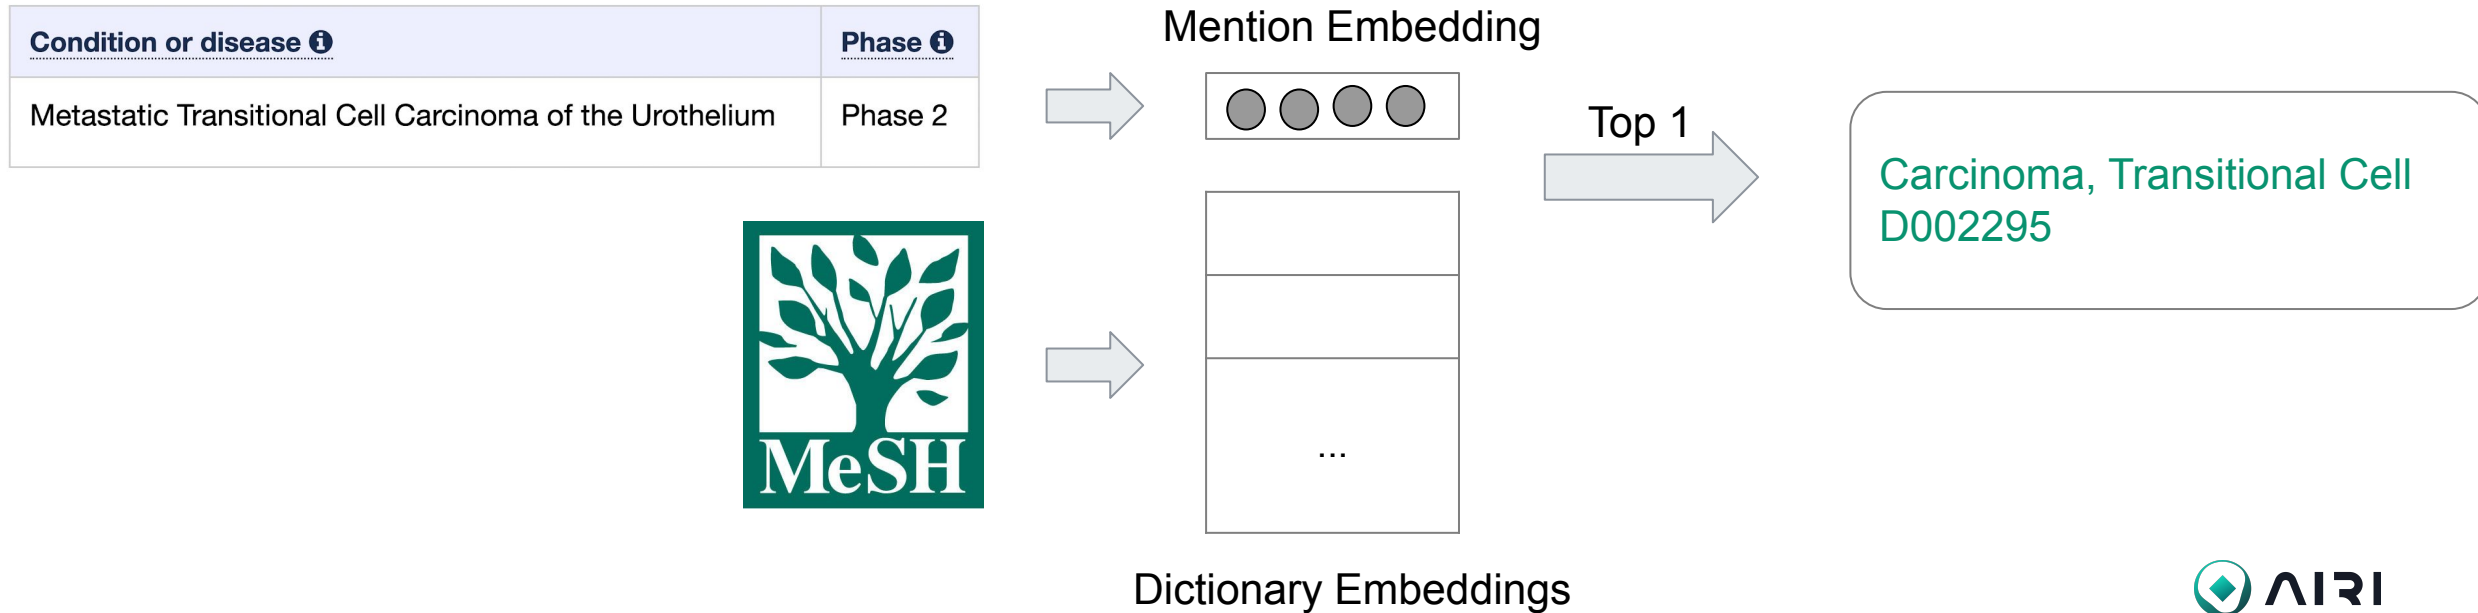 Condition or disease
Phase
Metastatic Transitional Cell Carcinoma of the Urothelium
Phase 2
Mention Embedding
Top 1
Carcinoma, Transitional Cell
D002295
MeSH
...
Dictionary Embeddings
AIRI